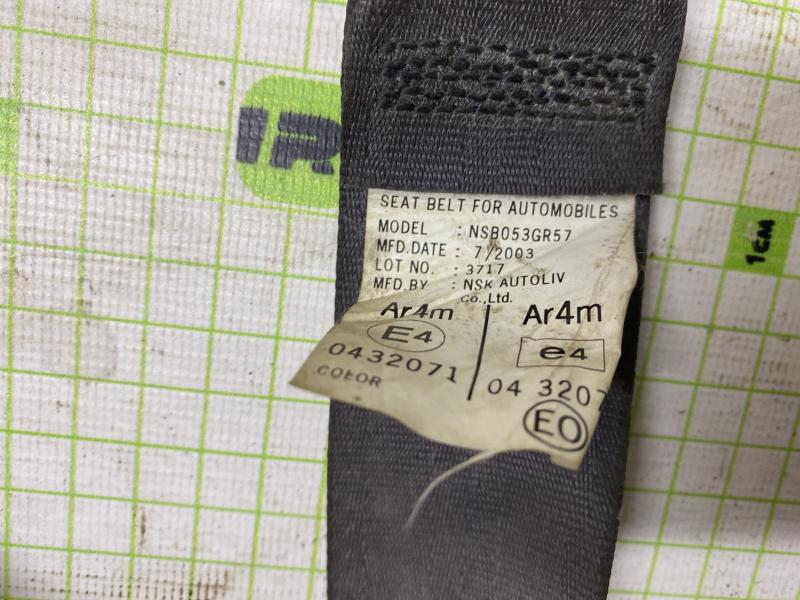 IR
SEAT BELT FOR AUTOMOBILES
MODEL : NSB053GR57
MFD.DATE : 7/2003
LOT NO. : 3717
MFD.BY : NSK AUTOLIV
Co.,Ltd.
Ar4m Ar4m
E4 e4
0432071 04 3207
COLOR
EO
1CM